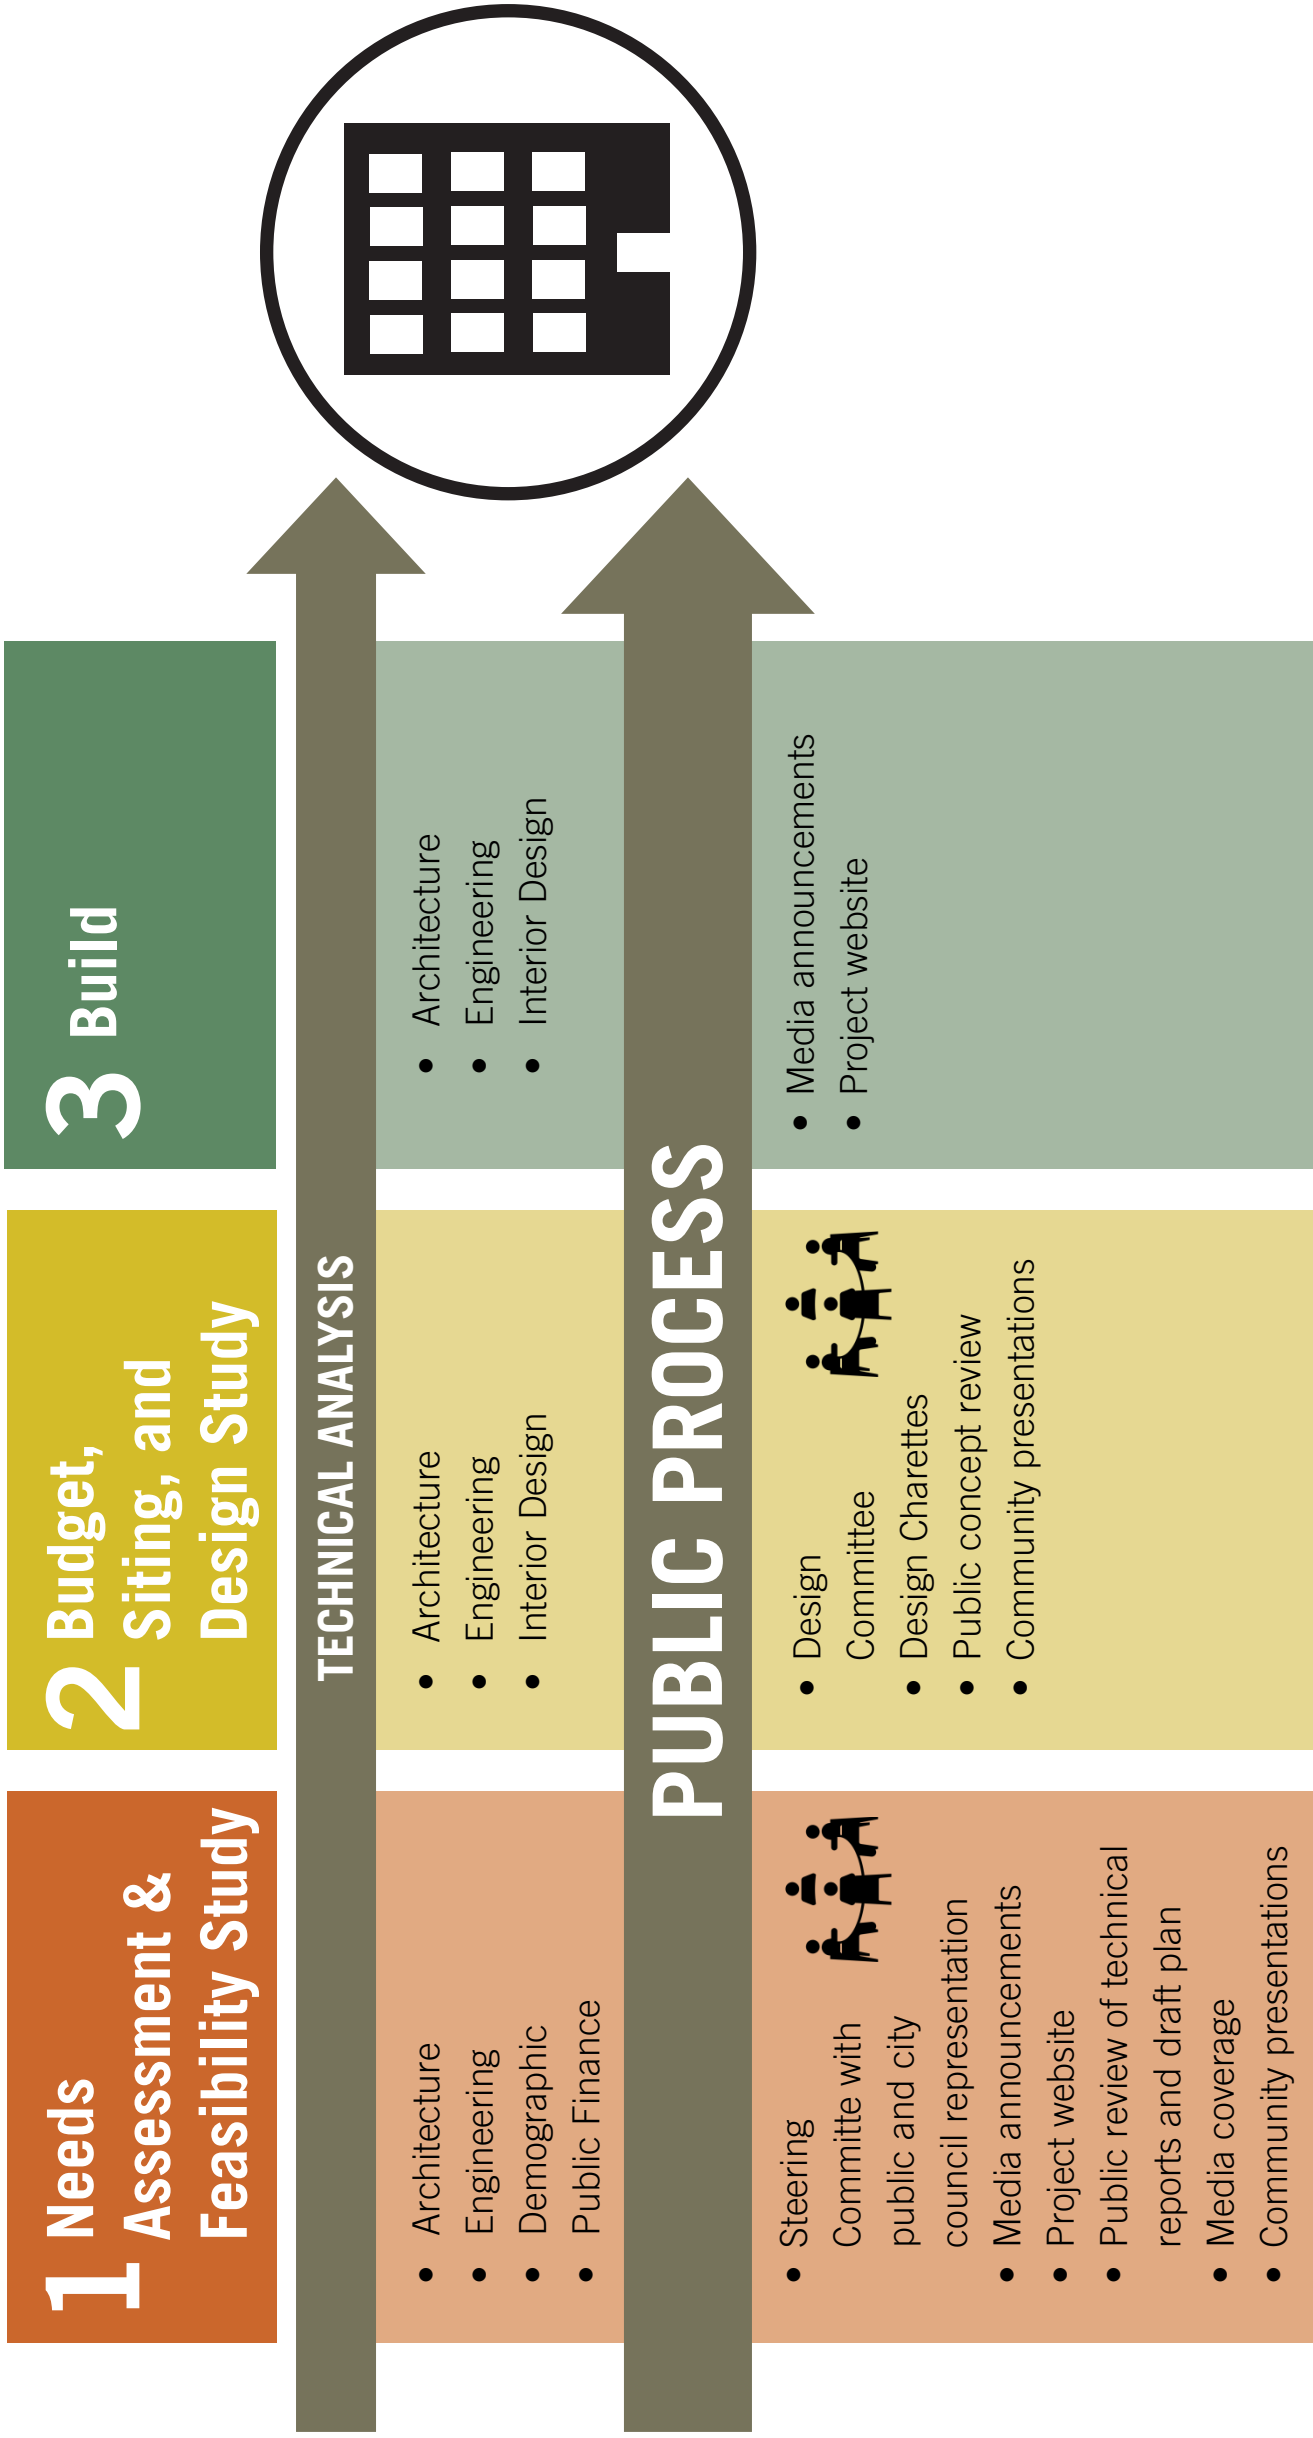 1 Needs
Assessment &
Feasibility Study
2 Budget,
Siting, and
Design Study
3 Build
TECHNICAL ANALYSIS
• Architecture
• Engineering
• Demographic
• Public Finance
• Architecture
• Engineering
• Interior Design
• Architecture
• Engineering
• Interior Design
PUBLIC PROCESS
• Steering
Committe with
public and city
council representation
• Media announcements
• Project website
• Public review of technical
reports and draft plan
• Media coverage
• Community presentations
• Design
Committee
• Design Charettes
• Public concept review
• Community presentations
• Media announcements
• Project website